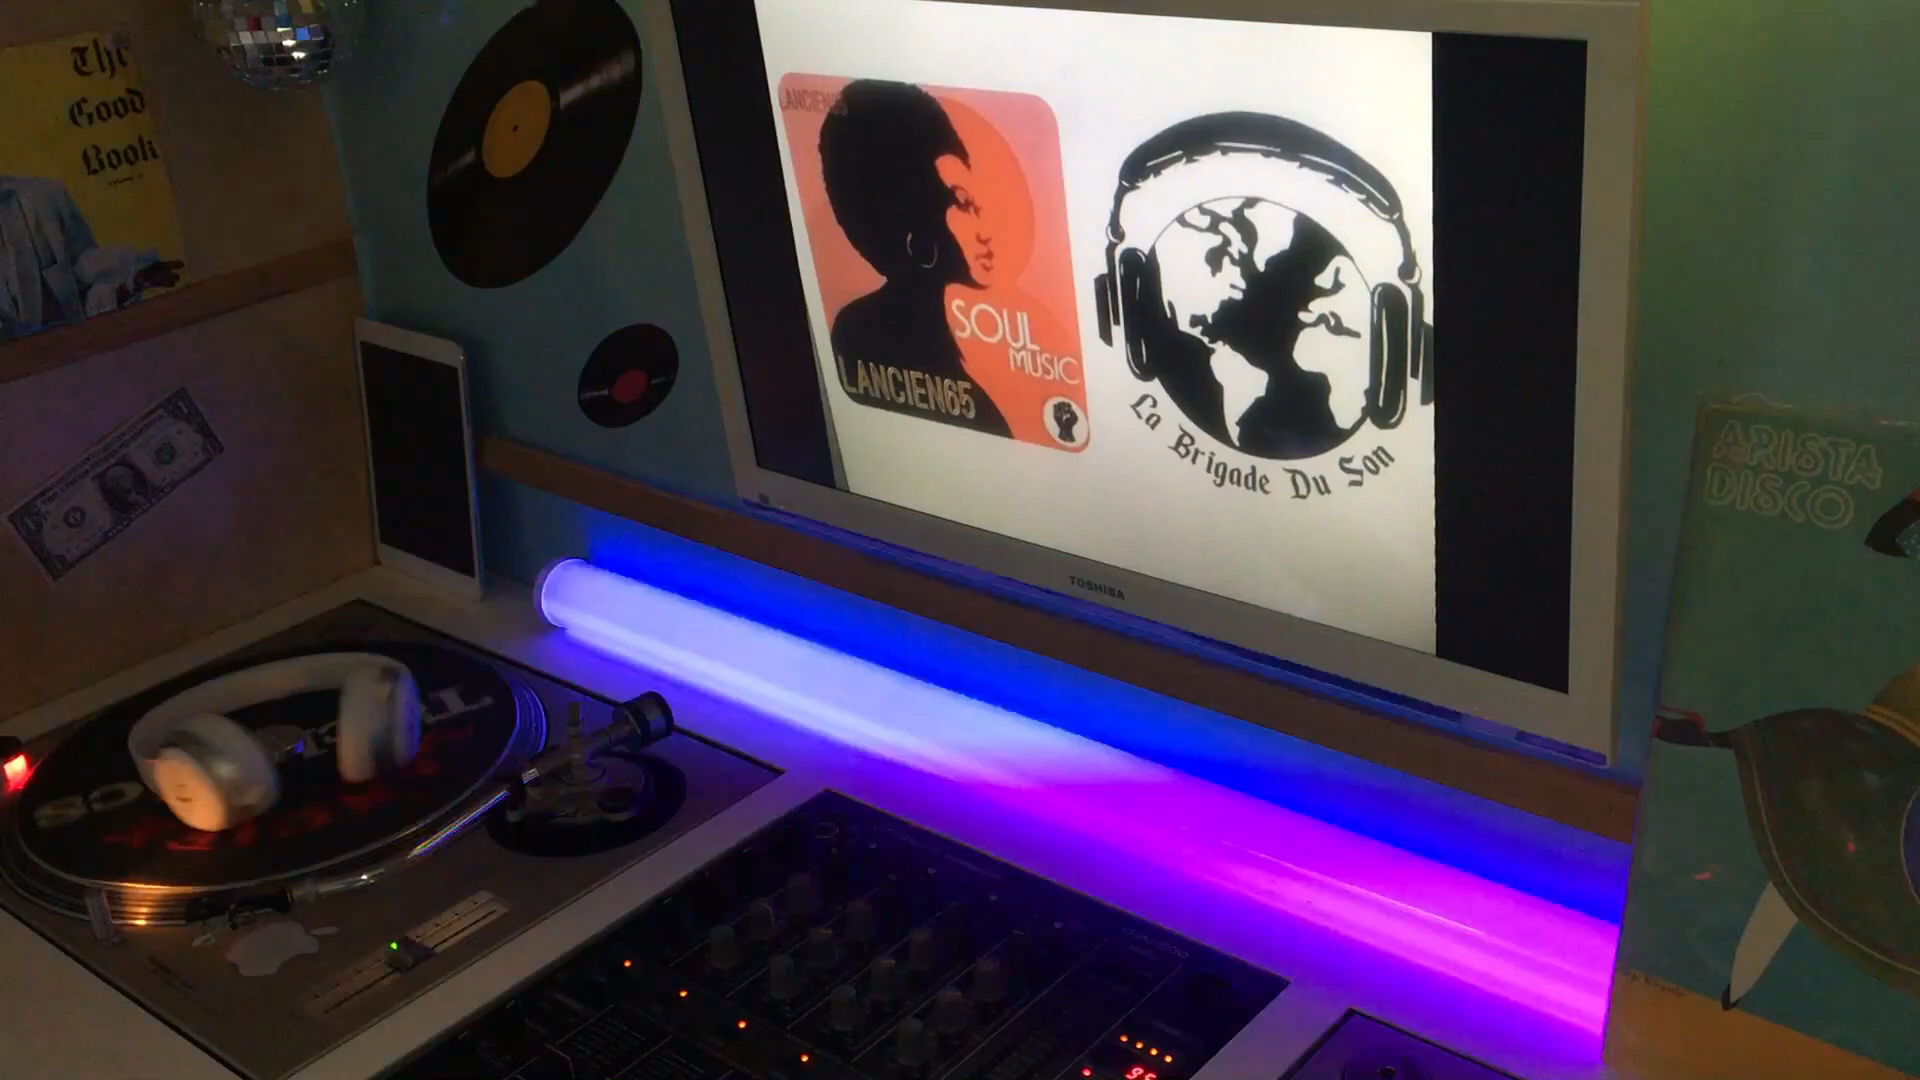 The
Good
Book
LANCIEN65
SOUL
MUSIC
LANCIEN65
La Brigade Du Son
TOSHIBA
ARISTA
DISCO